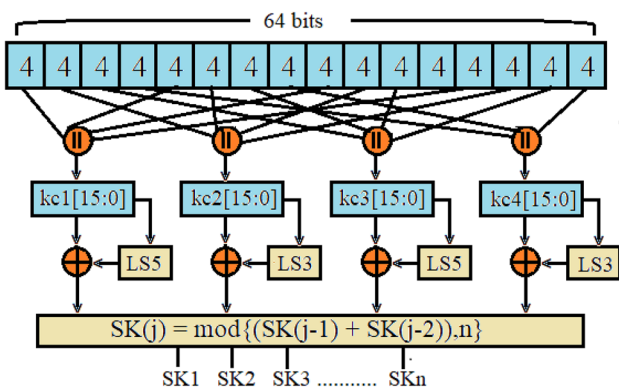 64 bits
4 4 4 4 4 4 4 4 4 4 4 4 4 4 4 4
|| || || ||
kc1[15:0] kc2[15:0] kc3[15:0] kc4[15:0]
LS5 LS3 LS5 LS3
SK(j) = mod{(SK(j-1) + SK(j-2)),n}
SK1 SK2 SK3 ........... SKn